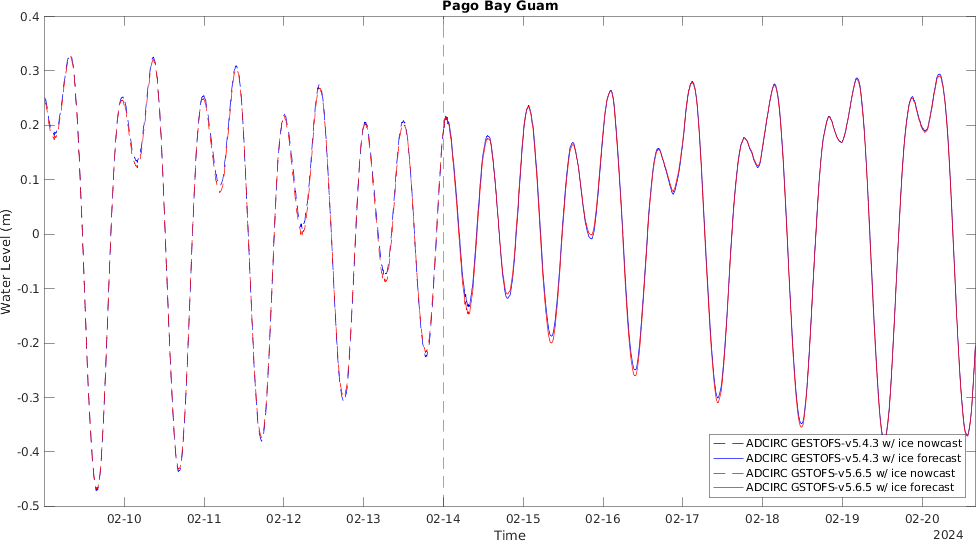 Pago Bay Guam
0.4
0.3
0.2
0.1
0
-0.1
-0.2
-0.3
-0.4
-0.5
Water Level (m)
02-10 02-11 02-12 02-13 02-14 02-15 02-16 02-17 02-18 02-19 02-20
Time
2024
ADCIRC GESTOFS-v5.4.3 w/ ice nowcast
ADCIRC GESTOFS-v5.4.3 w/ ice forecast
ADCIRC GSTOFS-v5.6.5 w/ ice nowcast
ADCIRC GSTOFS-v5.6.5 w/ ice forecast